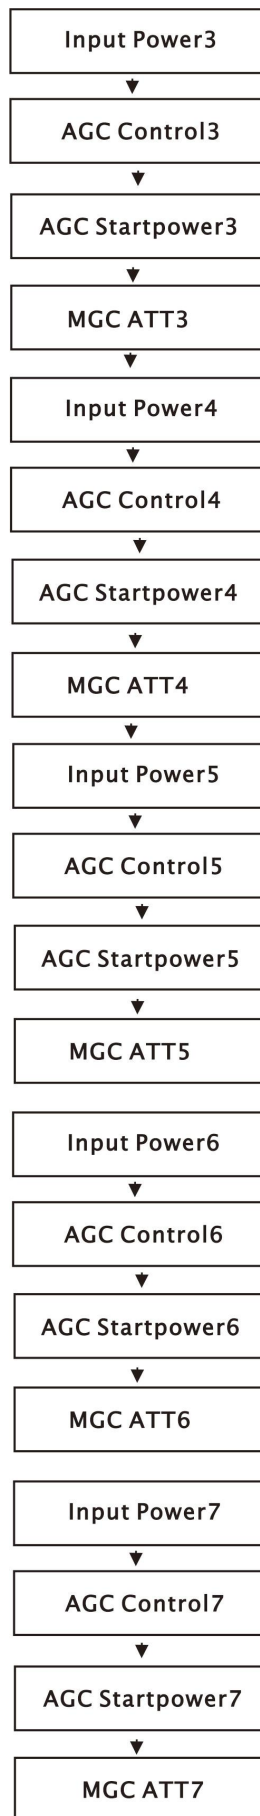 Input Power3
AGC Control3
AGC Startpower3
MGC ATT3
Input Power4
AGC Control4
AGC Startpower4
MGC ATT4
Input Power5
AGC Control5
AGC Startpower5
MGC ATT5
Input Power6
AGC Control6
AGC Startpower6
MGC ATT6
Input Power7
AGC Control7
AGC Startpower7
MGC ATT7